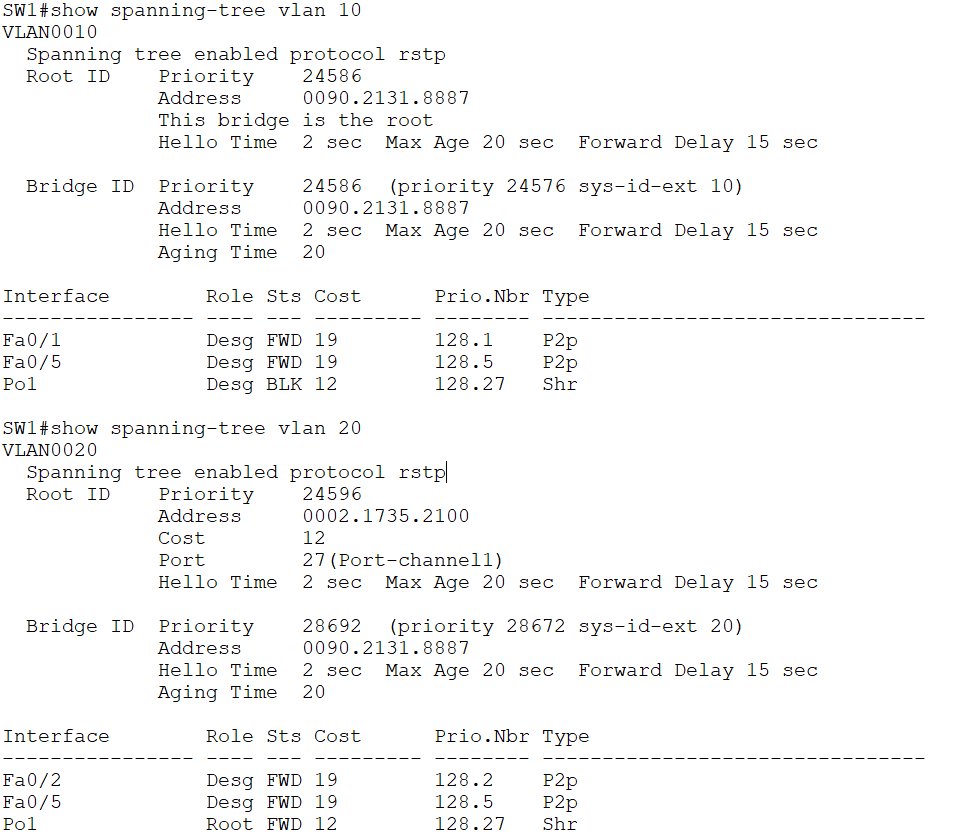 SW1#show spanning-tree vlan 10
VLAN0010
  Spanning tree enabled protocol rstp
  Root ID    Priority    24586
             Address     0090.2131.8887
             This bridge is the root
             Hello Time  2 sec  Max Age 20 sec  Forward Delay 15 sec

  Bridge ID  Priority    24586  (priority 24576 sys-id-ext 10)
             Address     0090.2131.8887
             Hello Time  2 sec  Max Age 20 sec  Forward Delay 15 sec
             Aging Time  20

Interface        Role Sts Cost      Prio.Nbr Type
---------------- ---- --- --------- -------- --------------------------------
Fa0/1            Desg FWD 19        128.1    P2p
Fa0/5            Desg FWD 19        128.5    P2p
Po1              Desg BLK 12        128.27   Shr

SW1#show spanning-tree vlan 20
VLAN0020
  Spanning tree enabled protocol rstp
  Root ID    Priority    24596
             Address     0002.1735.2100
             Cost        12
             Port        27(Port-channel1)
             Hello Time  2 sec  Max Age 20 sec  Forward Delay 15 sec

  Bridge ID  Priority    28692  (priority 28672 sys-id-ext 20)
             Address     0090.2131.8887
             Hello Time  2 sec  Max Age 20 sec  Forward Delay 15 sec
             Aging Time  20

Interface        Role Sts Cost      Prio.Nbr Type
---------------- ---- --- --------- -------- --------------------------------
Fa0/2            Desg FWD 19        128.2    P2p
Fa0/5            Desg FWD 19        128.5    P2p
Po1              Root FWD 12        128.27   Shr